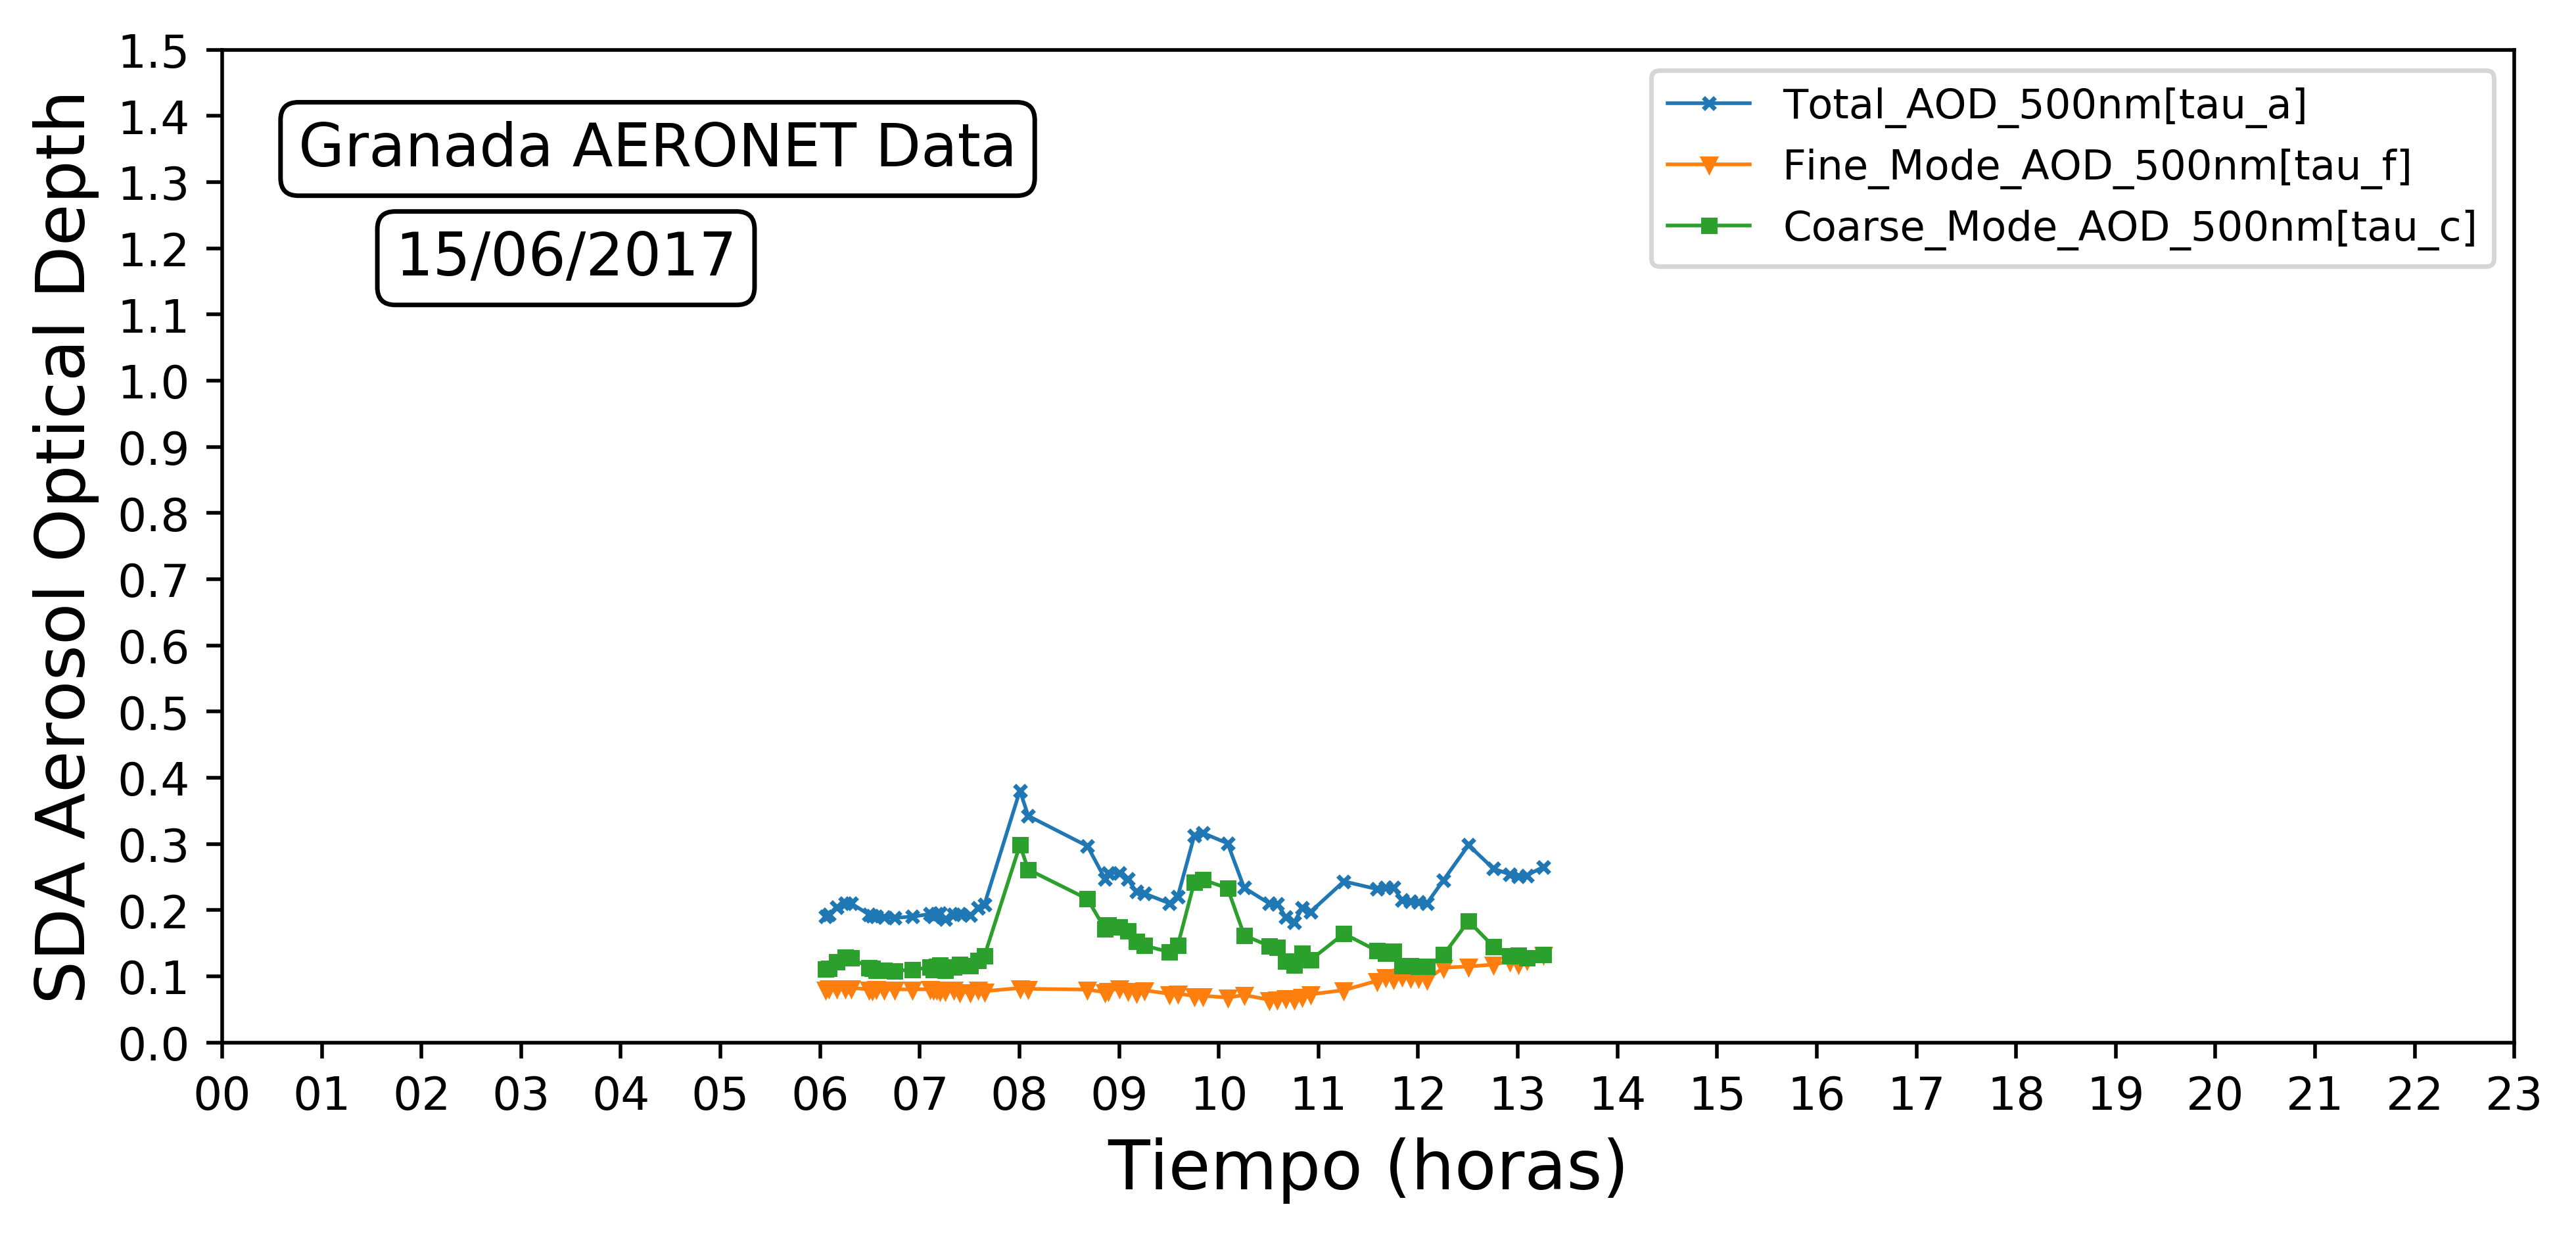 Granada AERONET Data
15/06/2017
Total_AOD_500nm[tau_a]
Fine_Mode_AOD_500nm[tau_f]
Coarse_Mode_AOD_500nm[tau_c]
SDA Aerosol Optical Depth
1.5
1.4
1.3
1.2
1.1
1.0
0.9
0.8
0.7
0.6
0.5
0.4
0.3
0.2
0.1
0.0
00 01 02 03 04 05 06 07 08 09 10 11 12 13 14 15 16 17 18 19 20 21 22 23
Tiempo (horas)